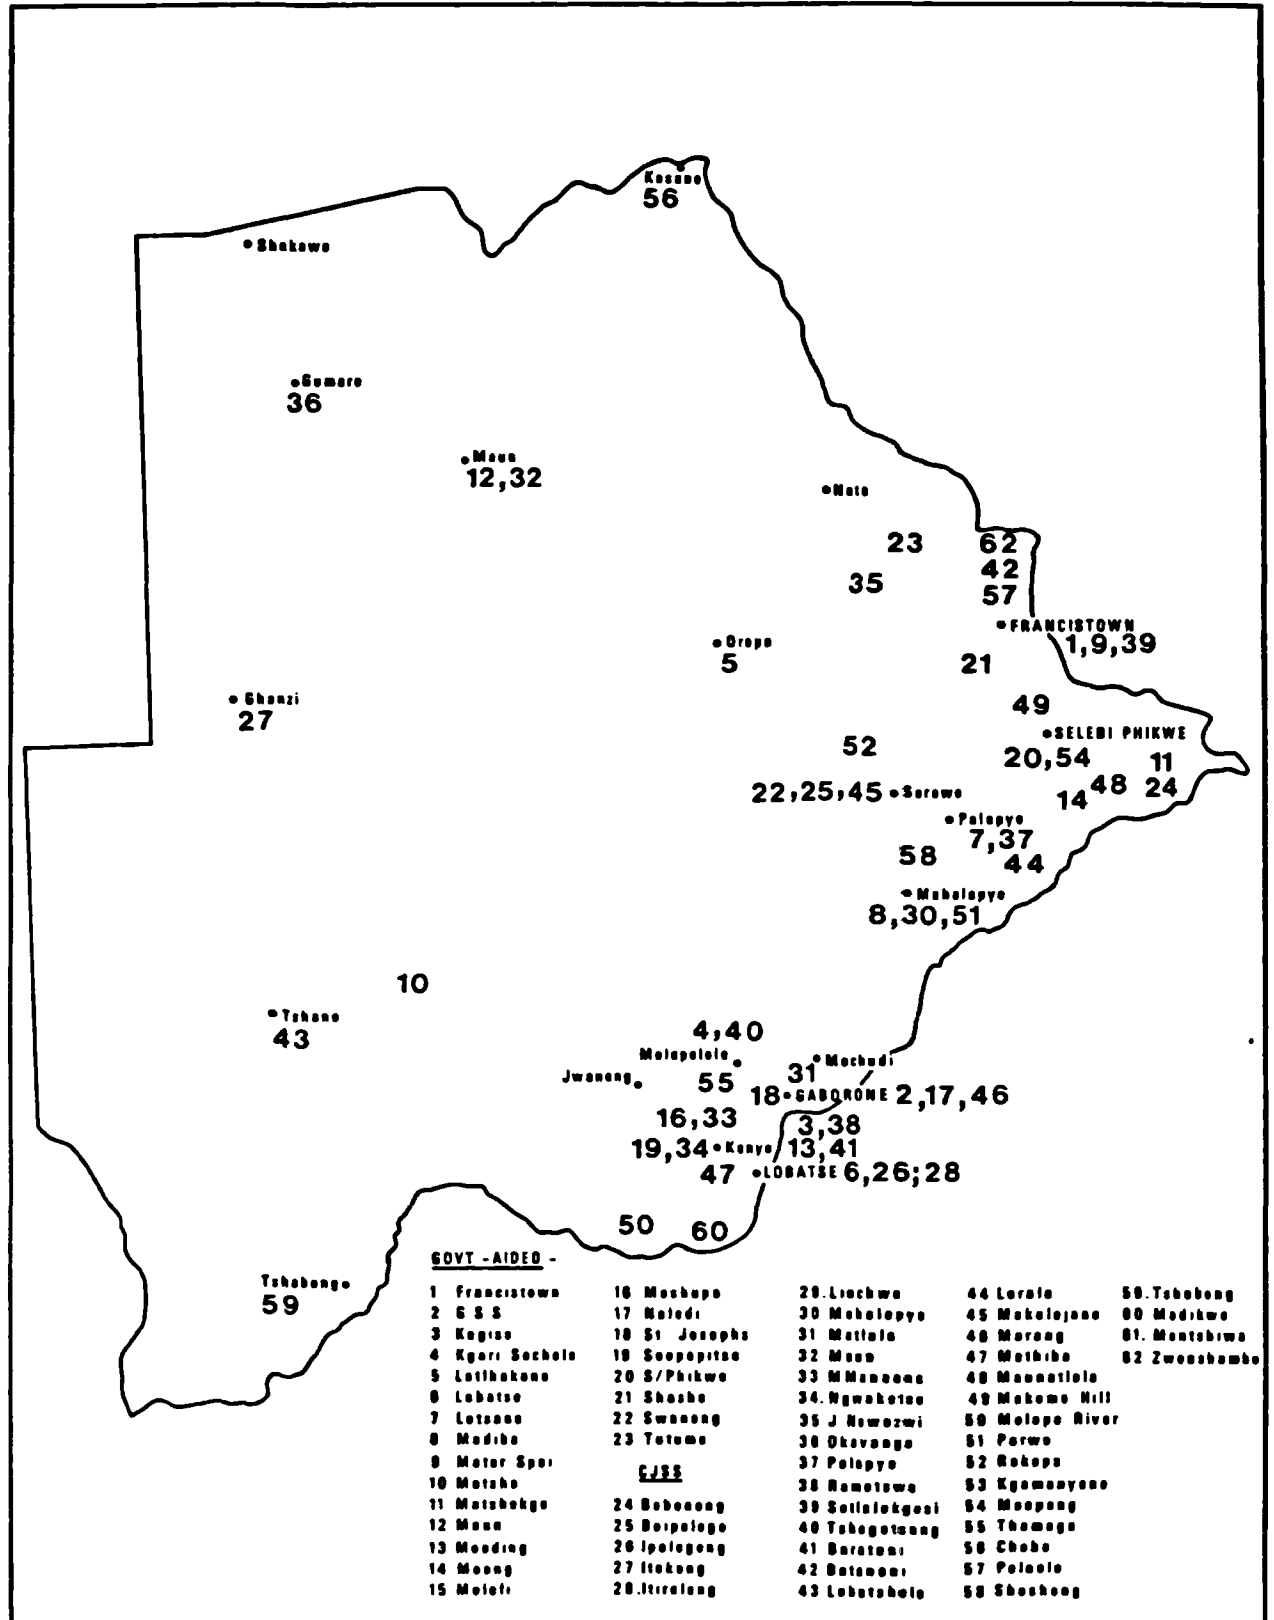 Kasane
56
Shakawe
Gumare
36
Maun
12,32
Nata
23
62
42
35
57
FRANCISTOWN
1,9,39
Orapa
5
21
Ghanzi
27
49
SELEBI PHIKWE
52
20,54
11
22,25,45
Serowe
14
48
24
Palapye
7,37
58
44
Mahalapye
8,30,51
10
Tshane
43
4,40
Molepolole
Mochudi
Jwaneng
55
31
18
GABORONE 2,17,46
16,33
3,38
19,34
Kanye
13,41
47
LOBATSE 6,26;28
50
60
Tshabong
59
GOVT -AIDED -
1 Francistown
2 G S S
3 Kagiso
4 Kgari Sechele
5 Letlhakane
6 Lobatse
7 Lotsane
8 Madiba
9 Mater Spei
10 Matsha
11 Matshekge
12 Maun
13 Moeding
14 Moeng
15 Molefi
16 Moshupa
17 Naledi
18 St Josephs
19 Seepapitso
20 S/Phikwe
21 Shashe
22 Swaneng
23 Tutume
CJSS
24 Bobonong
25 Boipelego
26 Ipelegeng
27 Itekeng
28.Itireleng
29.Linchwe
30 Mahalapye
31 Matlala
32 Maun
33 MManaana
34.Ngwaketse
35 J Nswazwi
36 Okavango
37 Palapye
38 Ramotswa
39 Setlalekgosi
40 Tshegetsang
41 Baratani
42 Batanani
43 Lobatshele
44 Lerala
45 Makalojane
46 Marang
47 Mathiba
48 Maunatlala
49 Makome Hill
50 Molopo River
51 Parwe
52 Rakops
53 Kgamanyane
54 Meepong
55 Thamaga
56 Chobe
57 Pelaelo
58 Shoshong
59.Tshabong
60 Madikwe
61. Montshiwa
62 Zwenshambe